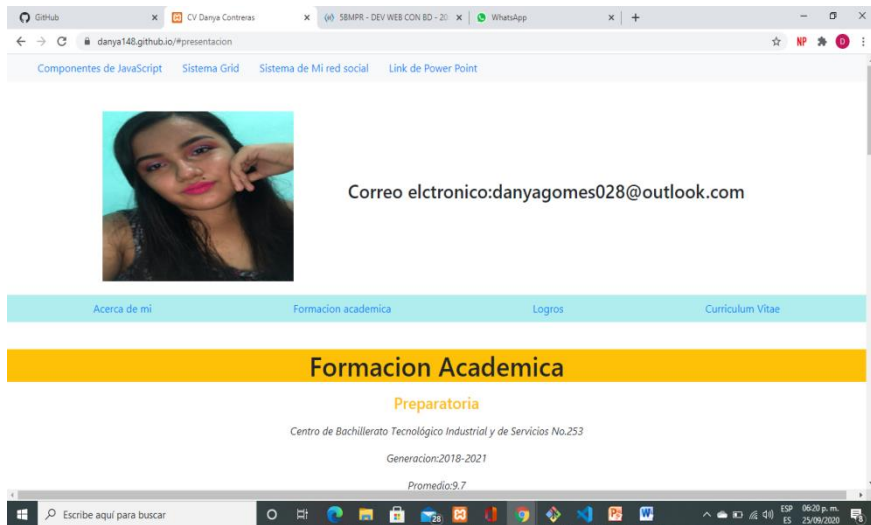 GitHub
CV Danya Contreras
5BMPR - DEV WEB CON BD - 20
WhatsApp
danya148.github.io/#presentacion
NP
D
Componentes de JavaScript Sistema Grid Sistema de Mi red social Link de Power Point
Correo elctronico:danyagomes028@outlook.com
Acerca de mi Formacion academica Logros Curriculum Vitae
Formacion Academica
Preparatoria
Centro de Bachillerato Tecnológico Industrial y de Servicios No.253
Generacion:2018-2021
Promedio:9.7
Escribe aquí para buscar
28
ESP
ES
06:20 p. m.
25/09/2020